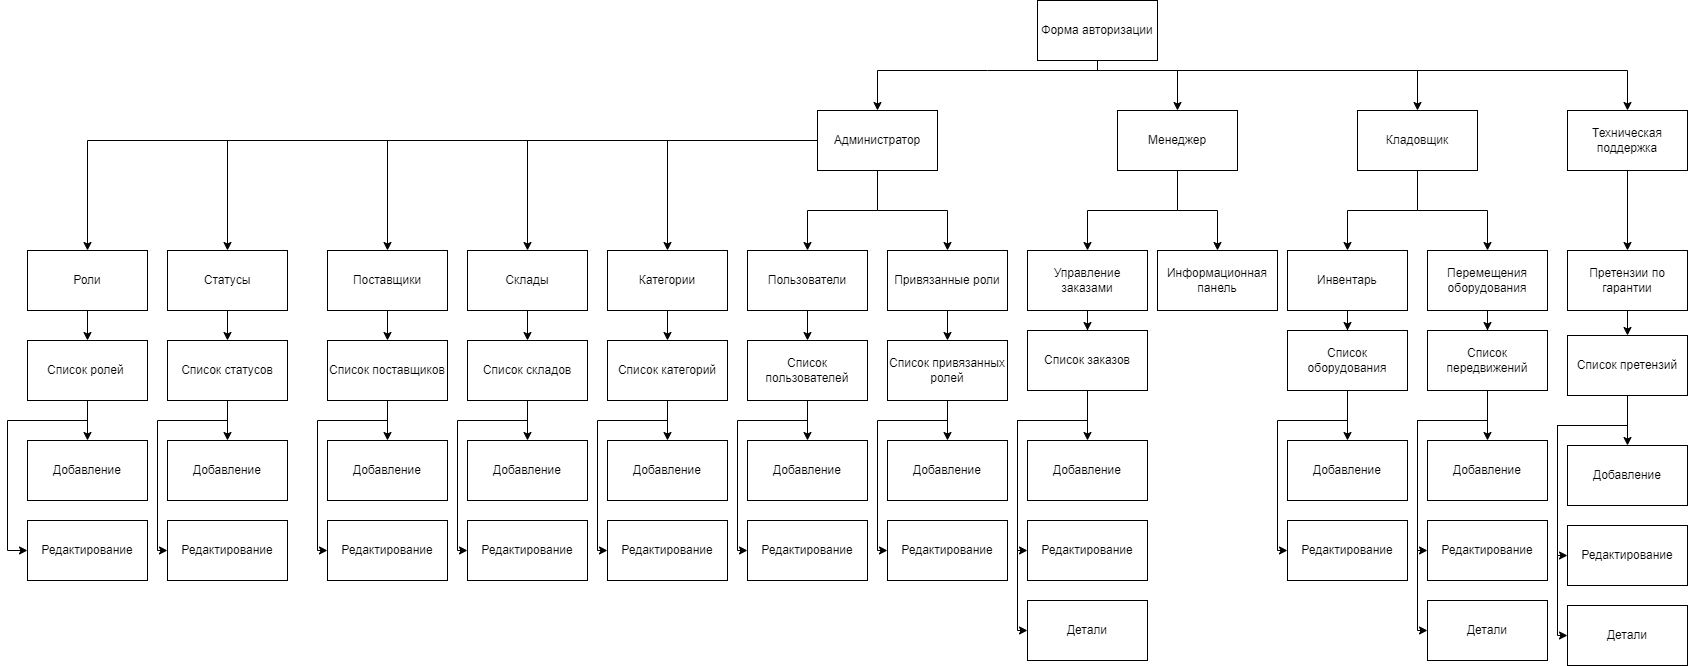 Форма авторизации
Администратор
Менеджер
Кладовщик
Техническая
поддержка
Роли
Статусы
Поставщики
Склады
Категории
Пользователи
Привязанные роли
Управление
заказами
Информационная
панель
Инвентарь
Перемещения
оборудования
Претензии по
гарантии
Список ролей
Список статусов
Список поставщиков
Список складов
Список категорий
Список
пользователей
Список привязанных
ролей
Список заказов
Список
оборудования
Список
передвижений
Список претензий
Добавление
Добавление
Добавление
Добавление
Добавление
Добавление
Добавление
Добавление
Добавление
Добавление
Добавление
Редактирование
Редактирование
Редактирование
Редактирование
Редактирование
Редактирование
Редактирование
Редактирование
Редактирование
Редактирование
Редактирование
Детали
Детали
Детали